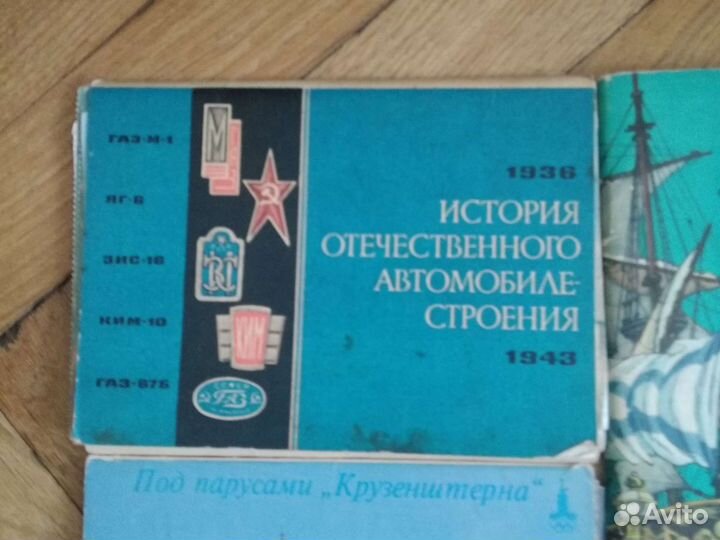 ГАЗ-М-1
ЯГ-6
ЗИС-16
КИМ-10
ГАЗ-67Б
М
КИМ
1936
ИСТОРИЯ
ОТЕЧЕСТВЕННОГО
АВТОМОБИЛЕ-
СТРОЕНИЯ
1943
Под парусами „Крузенштерна“
Avito